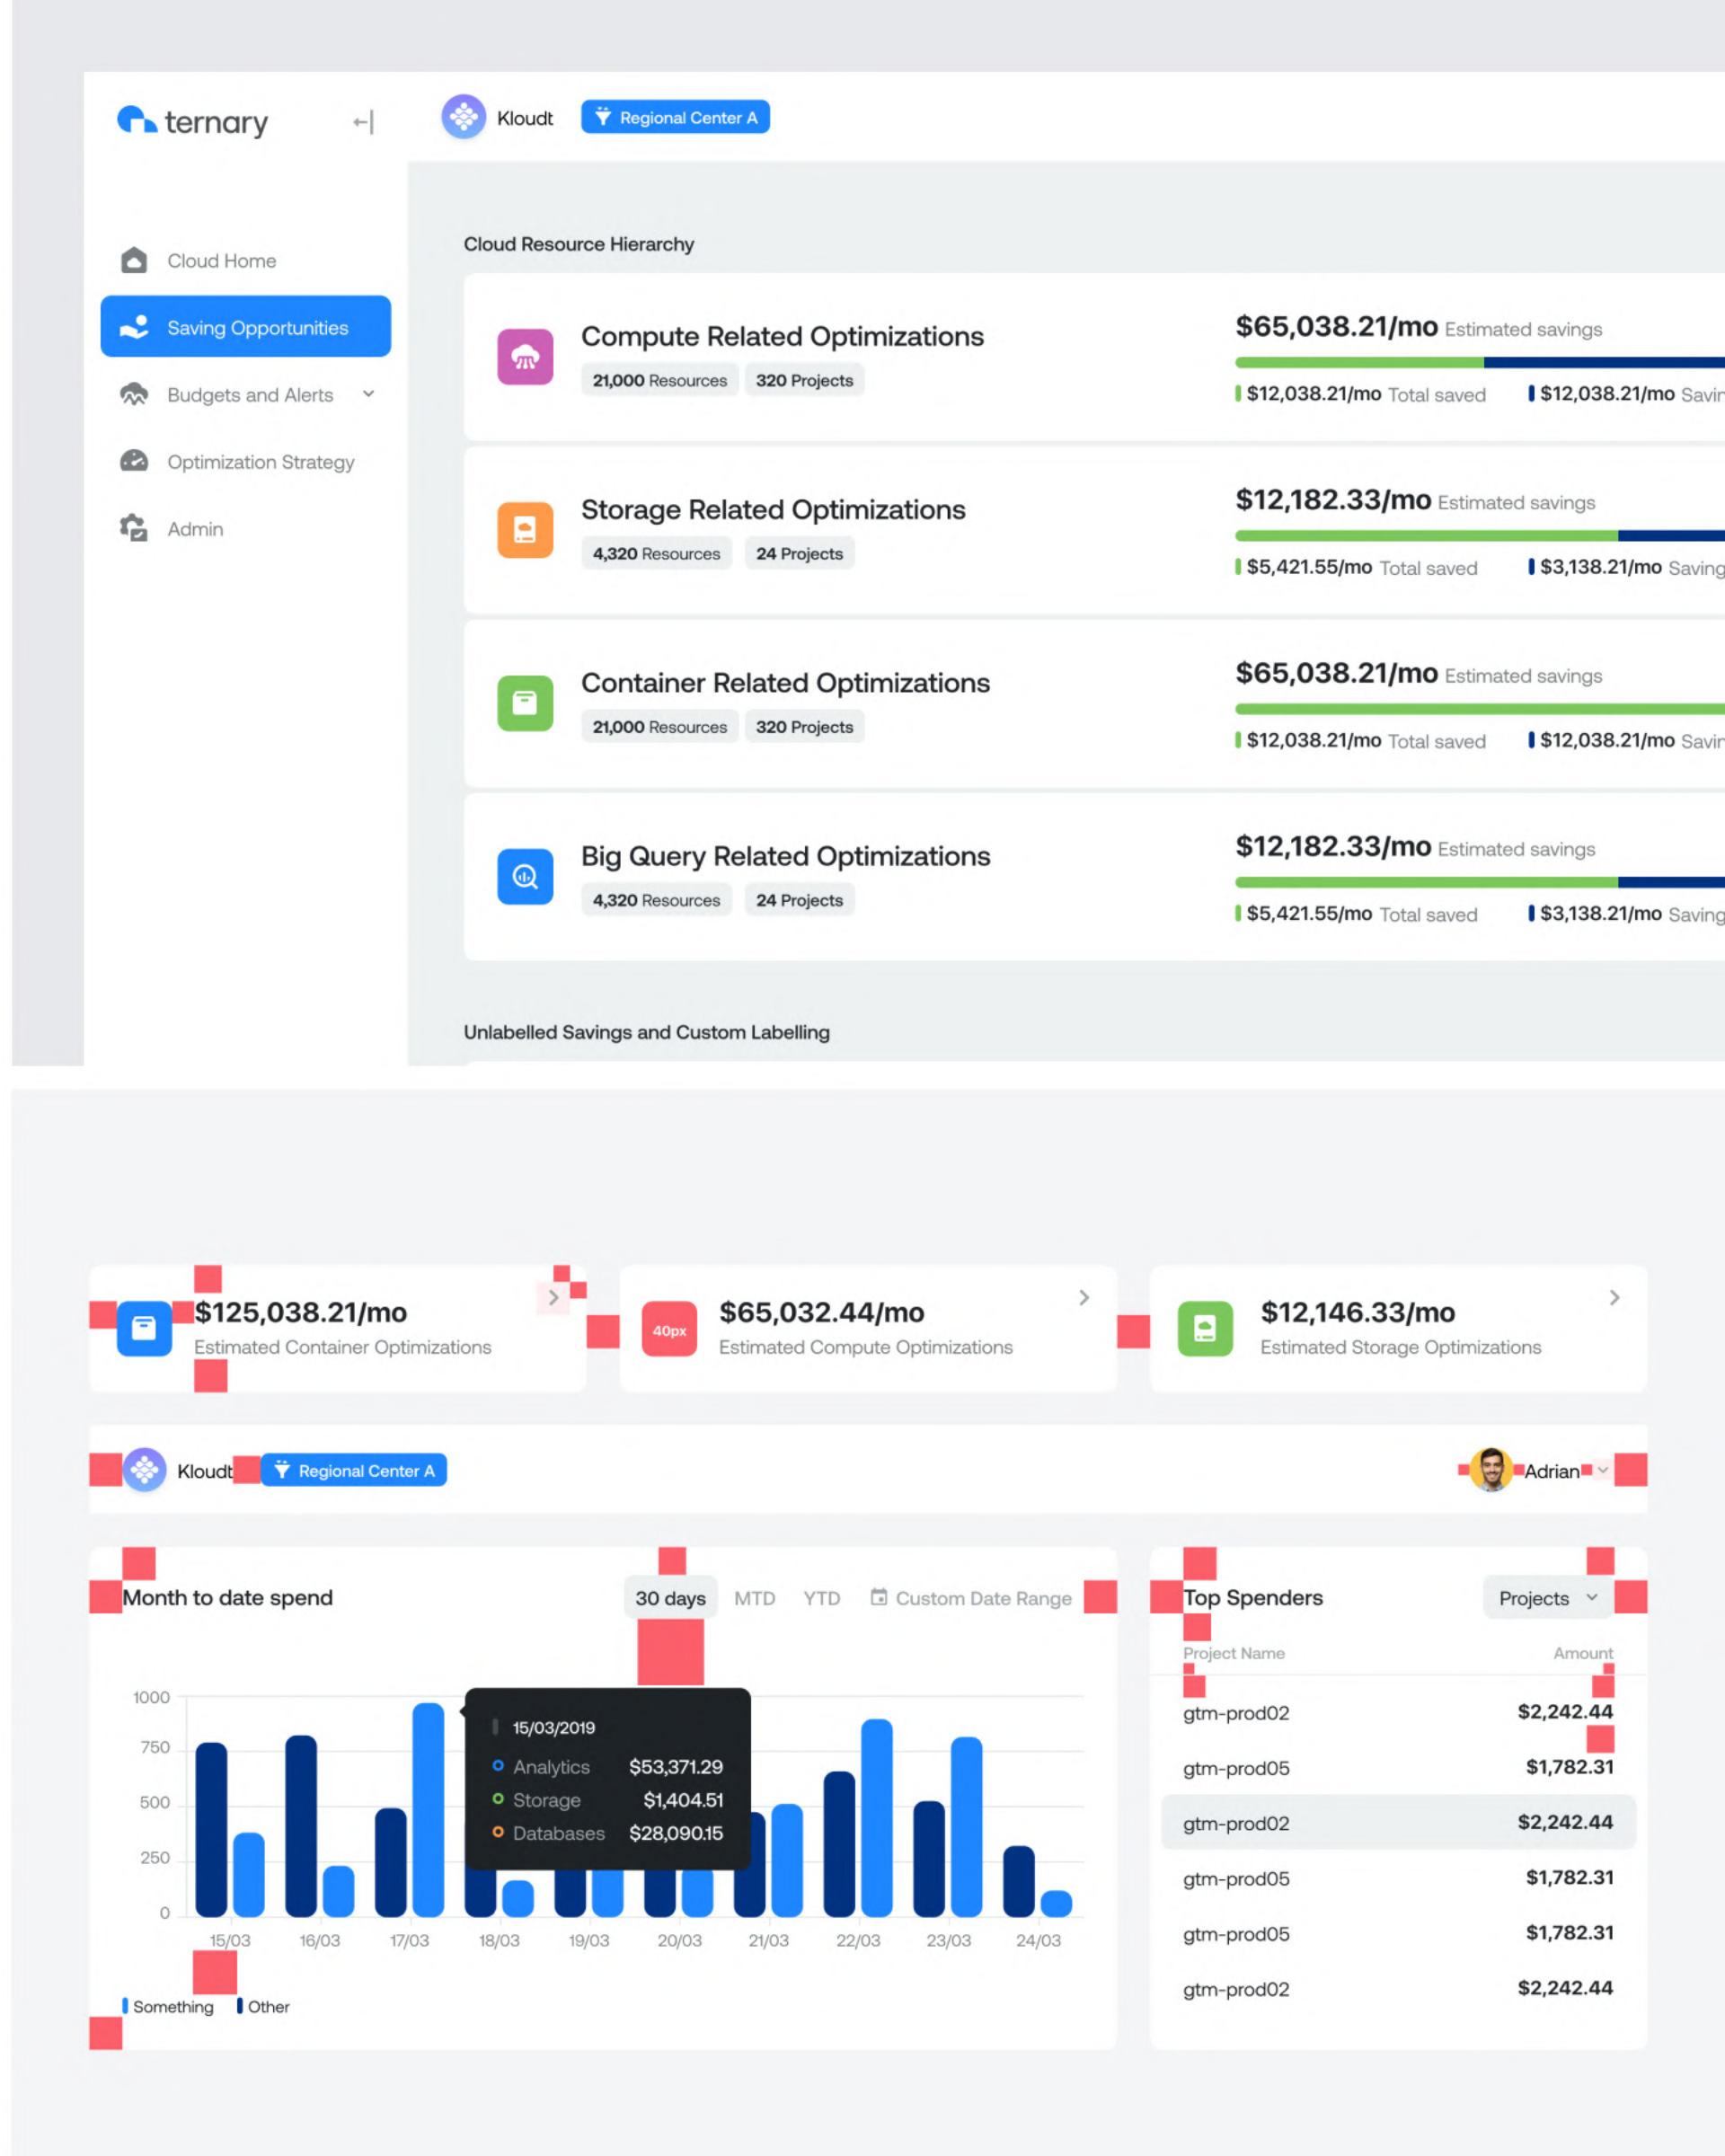 ternary
Kloudt
Regional Center A
Cloud Home
Saving Opportunities
Budgets and Alerts
Optimization Strategy
Admin
Cloud Resource Hierarchy
Compute Related Optimizations
21,000 Resources 320 Projects
$65,038.21/mo Estimated savings
$12,038.21/mo Total saved $12,038.21/mo
Storage Related Optimizations
4,320 Resources 24 Projects
$12,182.33/mo Estimated savings
$5,421.55/mo Total saved $3,138.21/mo Saving
Container Related Optimizations
21,000 Resources 320 Projects
$65,038.21/mo Estimated savings
$12,038.21/mo Total saved $12,038.21/mo
Big Query Related Optimizations
4,320 Resources 24 Projects
$12,182.33/mo Estimated savings
$5,421.55/mo Total saved $3,138.21/mo Saving
Unlabelled Savings and Custom Labelling
$125,038.21/mo
Estimated Container Optimizations
40px
$65,032.44/mo
Estimated Compute Optimizations
$12,146.33/mo
Estimated Storage Optimizations
Kloudt
Regional Center A
Adrian
Month to date spend
30 days MTD YTD Custom Date Range
1000
750
500
250
0
15/03/2019
Analytics $53,371.29
Storage $1,404.51
Databases $28,090.15
15/03 16/03 17/03 18/03 19/03 20/03 21/03 22/03 23/03 24/03
Something Other
Top Spenders
Projects
Project Name Amount
gtm-prod02 $2,242.44
gtm-prod05 $1,782.31
gtm-prod02 $2,242.44
gtm-prod05 $1,782.31
gtm-prod05 $1,782.31
gtm-prod02 $2,242.44